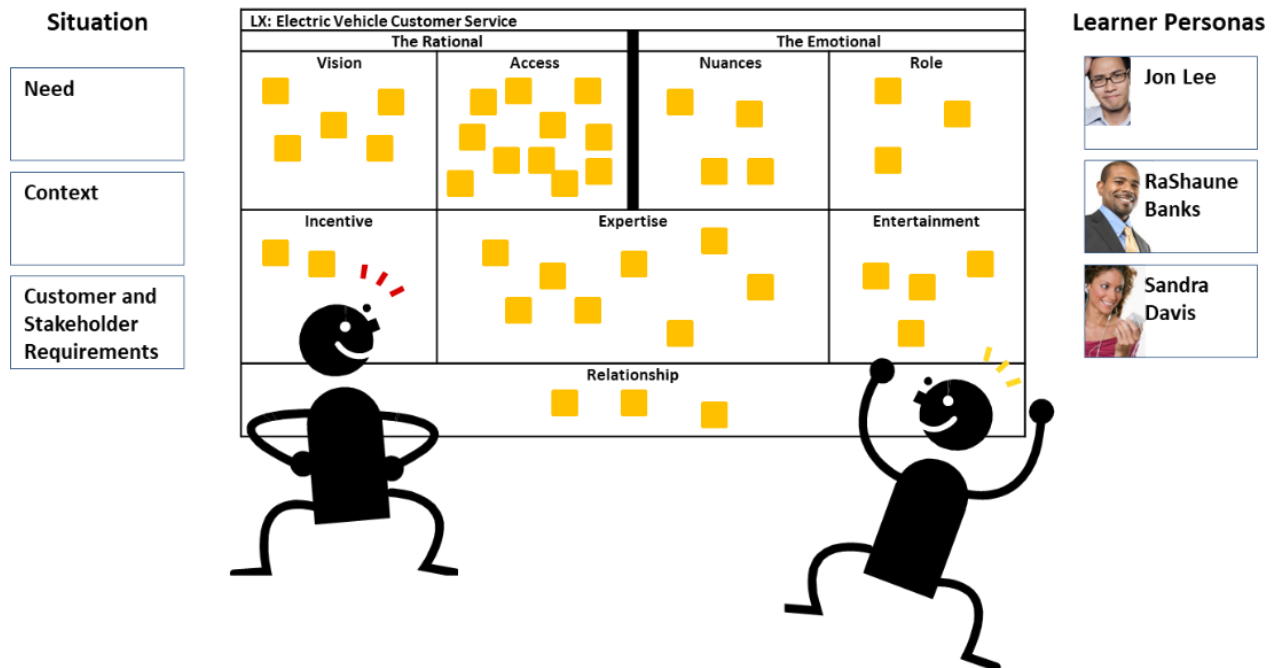 Situation
Need
Context
Customer and
Stakeholder
Requirements
LX: Electric Vehicle Customer Service
The Rational
The Emotional
Vision
Access
Nuances
Role
Incentive
Expertise
Entertainment
Relationship
Learner Personas
Jon Lee
RaShaune
Banks
Sandra
Davis